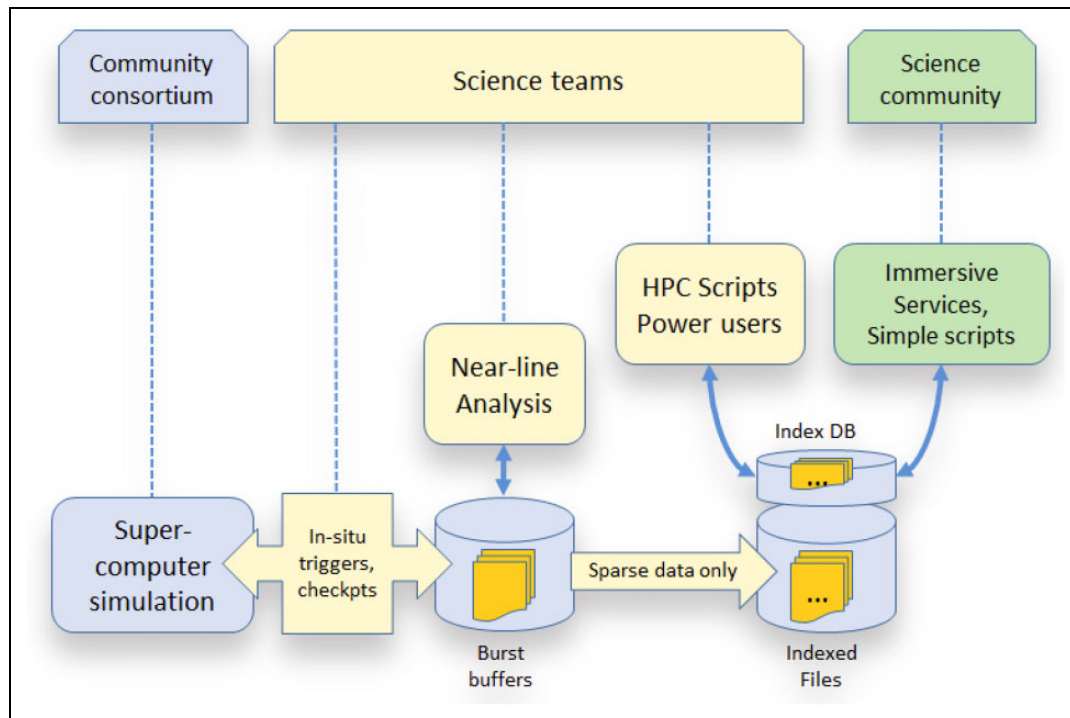 Community
consortium
Science teams
Science
community
HPC Scripts
Power users
Immersive
Services,
Simple scripts
Near-line
Analysis
Index DB
...
Super-
computer
simulation
In-situ
triggers,
checkpts
Sparse data only
...
Burst
buffers
Indexed
Files